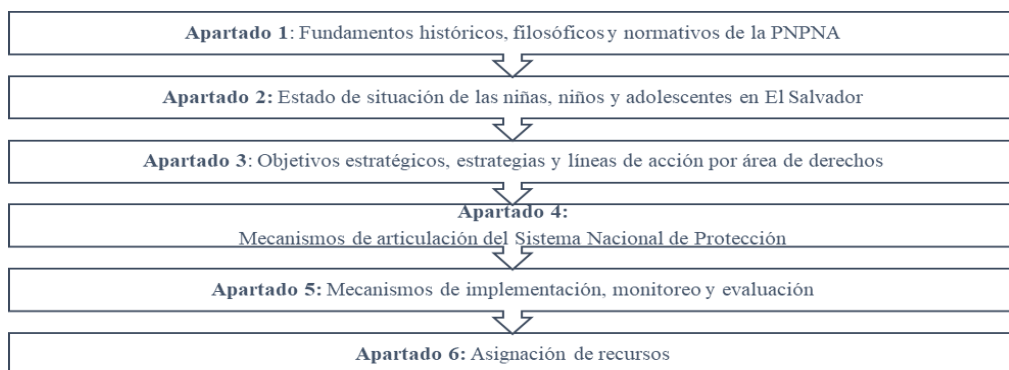 Apartado 1: Fundamentos históricos, filosóficos y normativos de la PNPNA
Apartado 2: Estado de situación de las niñas, niños y adolescentes en El Salvador
Apartado 3: Objetivos estratégicos, estrategias y líneas de acción por área de derechos
Apartado 4:
Mecanismos de articulación del Sistema Nacional de Protección
Apartado 5: Mecanismos de implementación, monitoreo y evaluación
Apartado 6: Asignación de recursos